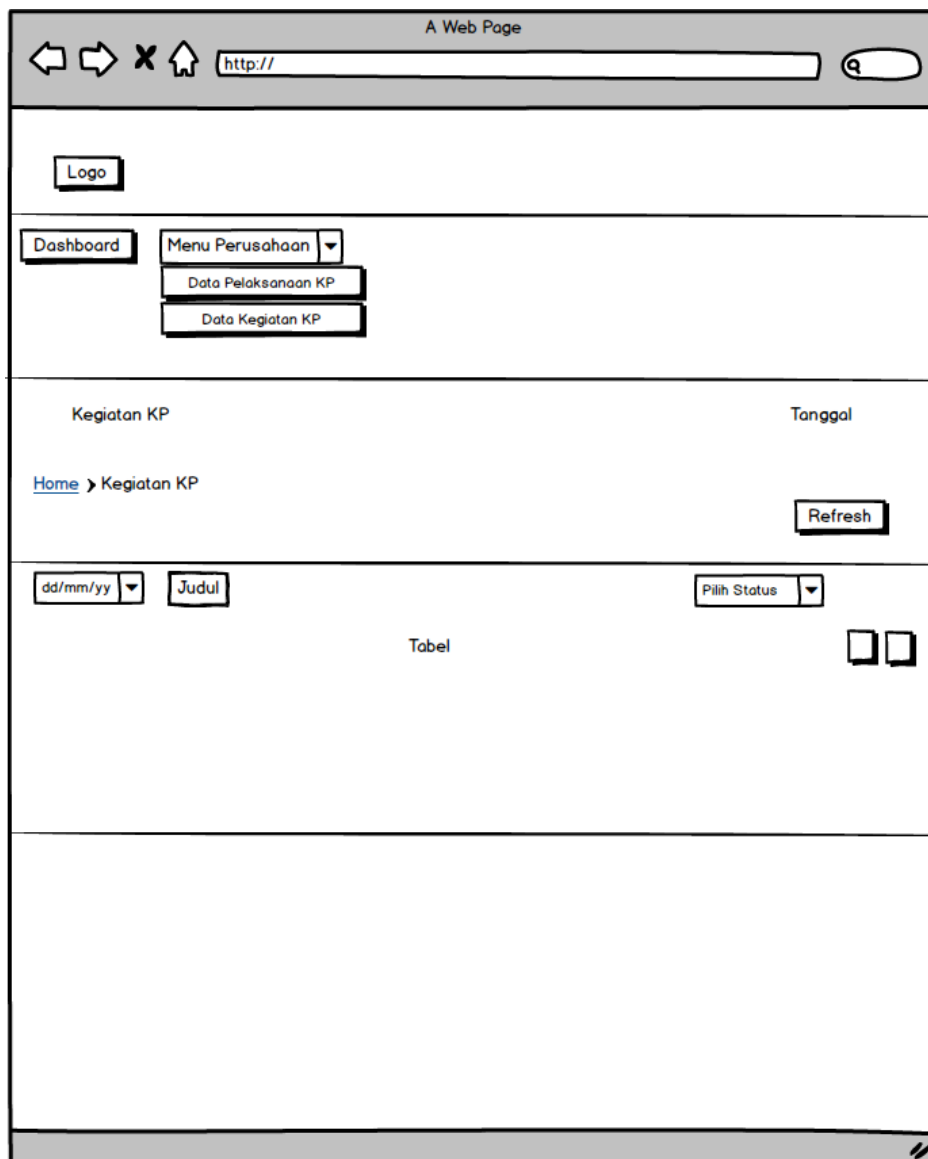 A Web Page
http://
Logo
Dashboard
Menu Perusahaan
Data Pelaksanaan KP
Data Kegiatan KP
Kegiatan KP
Tanggal
Home > Kegiatan KP
Refresh
dd/mm/yy
Judul
Pilih Status
Tabel